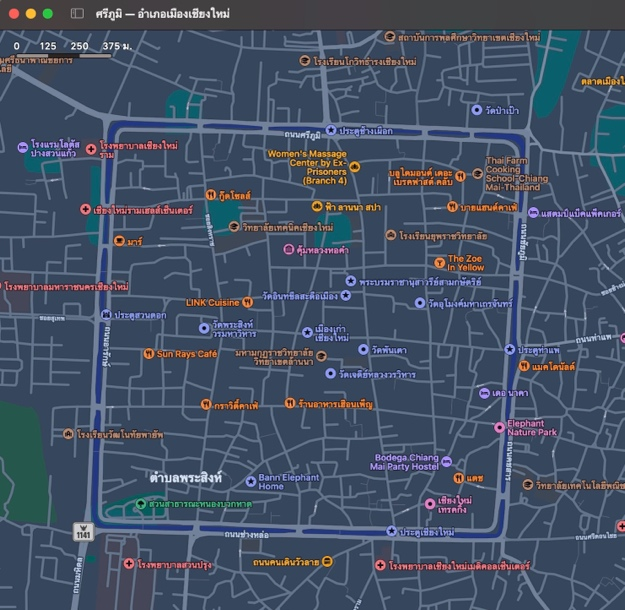 ศรีภูมิ — อำเภอเมืองเชียงใหม่
0 125 250 375 ม.
สถาบันการพลศึกษาวิทยาเขตเชียงใหม่
โรงเรียนโกวิทธำรงเชียงใหม่
วัดป่าเป้า
ถนนศรีภูมิ
ประตูช้างเผือก
โรงแรมโลตัส
ปางสวนแก้ว
โรงพยาบาลเชียงใหม่
ราม
Women's Massage
Center by Ex-
Prisoners
(Branch 4)
บลูไดมอนด์ เดอะ
เบรคฟาสต์ คลับ
Thai Farm
Cooking
School-Chiang
Mai-Thailand
กู๊ดโซลส์
เชียงใหม่รามเฮลส์เซ็นเตอร์
ฟ้า ลานนา สปา
บายแฮนด์คาเฟ่
แสตมป์แบ็คแพ็คเกอร์
วิทยาลัยเทคนิคเชียงใหม่
มาร์
โรงเรียนยุพราชวิทยาลัย
คุ้มหลวงหอคำ
The Zoe
In Yellow
โรงพยาบาลมหาราชนครเชียงใหม่
พระบรมราชานุสาวรีย์สามกษัตริย์
วัดอินทขีลสะดือเมือง
LINK Cuisine
วัดอุโมงค์มหาเถรจันทร์
ประตูสวนดอก
วัดพระสิงห์
วรมหาวิหาร
เมืองเก่า
เชียงใหม่
ถนนท่าแพ
ประตูท่าแพ
Sun Rays Café
มหามกุฏราชวิทยาลัย
วิทยาเขตล้านนา
วัดพันเตา
แมคโดนัลด์
วัดเจดีย์หลวงวรวิหาร
เดอ นาคา
กราวิตี้คาเฟ่
ร้านอาหารเฮือนเพ็ญ
Elephant
Nature Park
โรงเรียนวัฒโนทัยพายัพ
Bodega Chiang
Mai Party Hostel
ตำบลพระสิงห์
Bann Elephant
Home
แดช
สวนสาธารณะหนองบวกหาด
เชียงใหม่
เทรคกิ้ง
1141
ถนนช่างหล่อ
ประตูเชียงใหม่
โรงพยาบาลสวนปรุง
ถนนคนเดินวัวลาย
โรงพยาบาลเชียงใหม่เมดิคอลเซ็นเตอร์